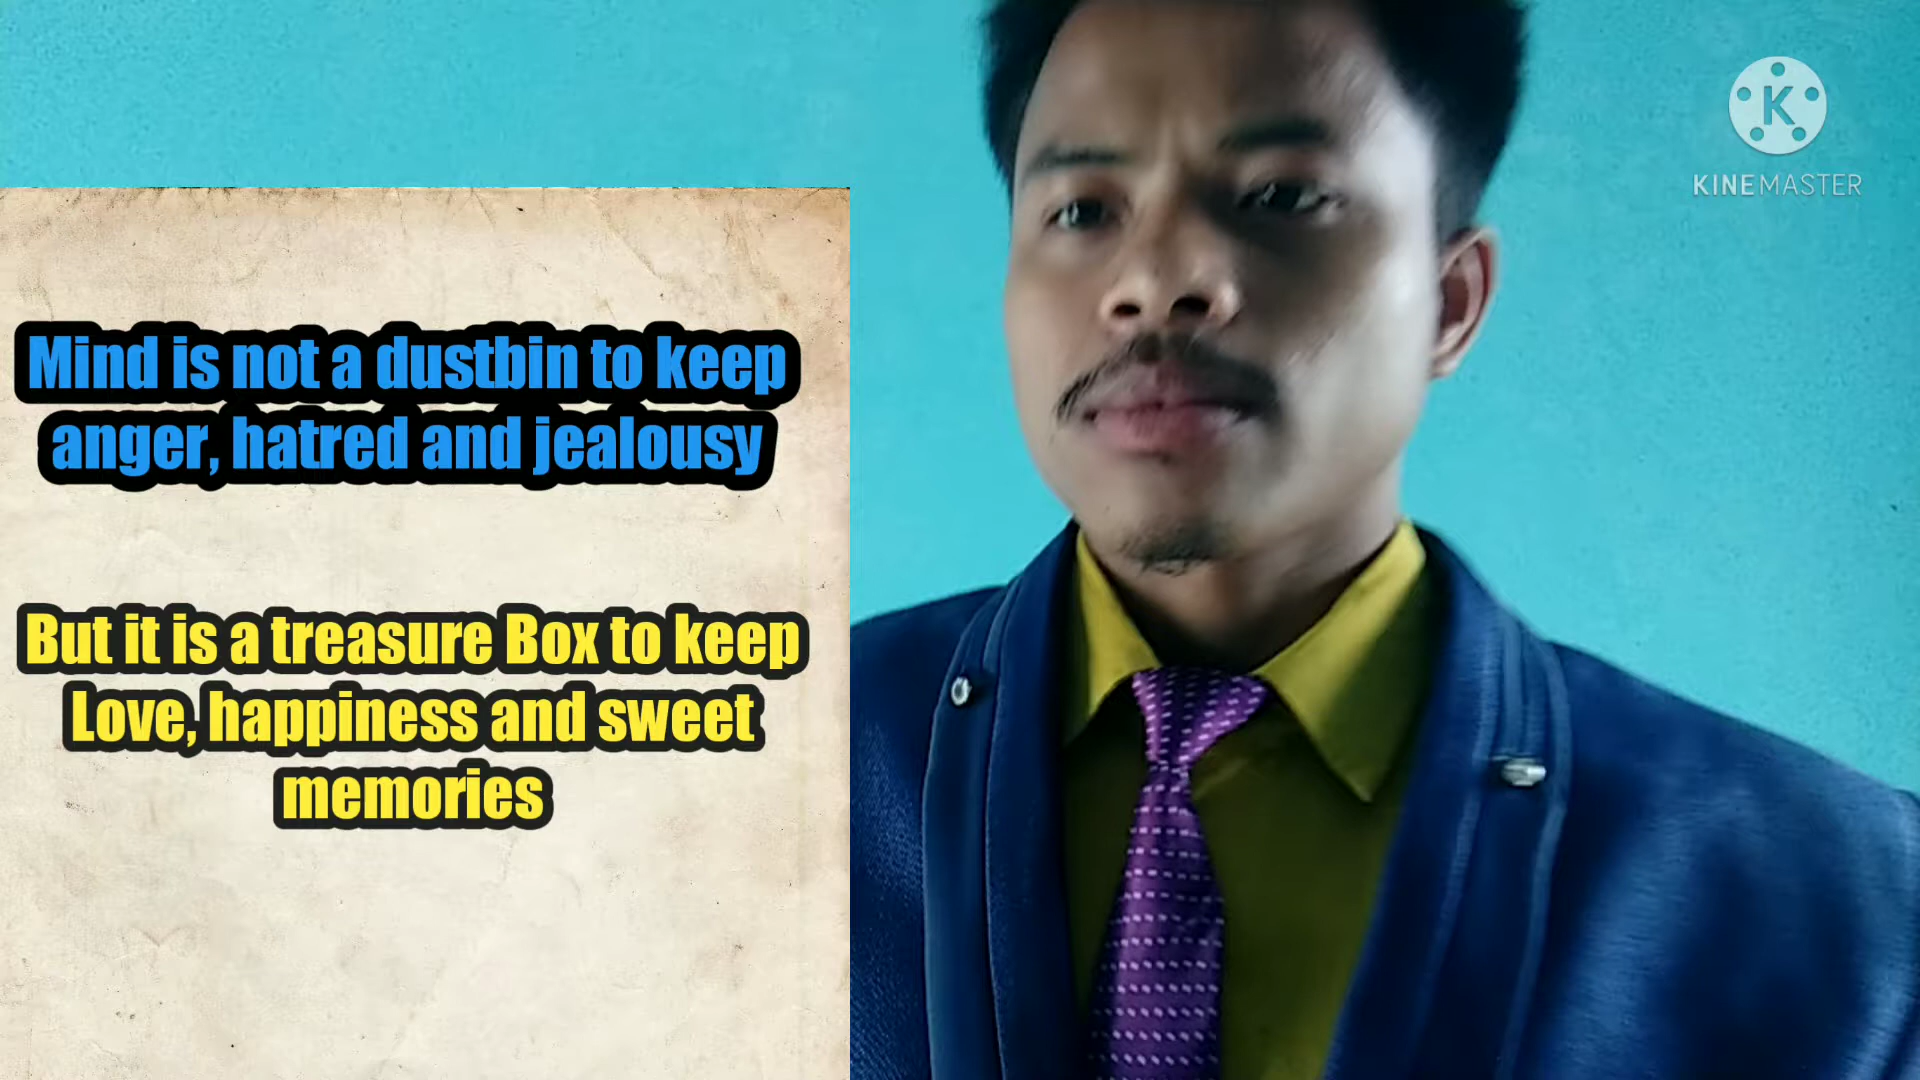 Mind is not a dustbin to keep
anger, hatred and jealousy
But it is a treasure Box to keep
Love, happiness and sweet
memories
K
KINEMASTER